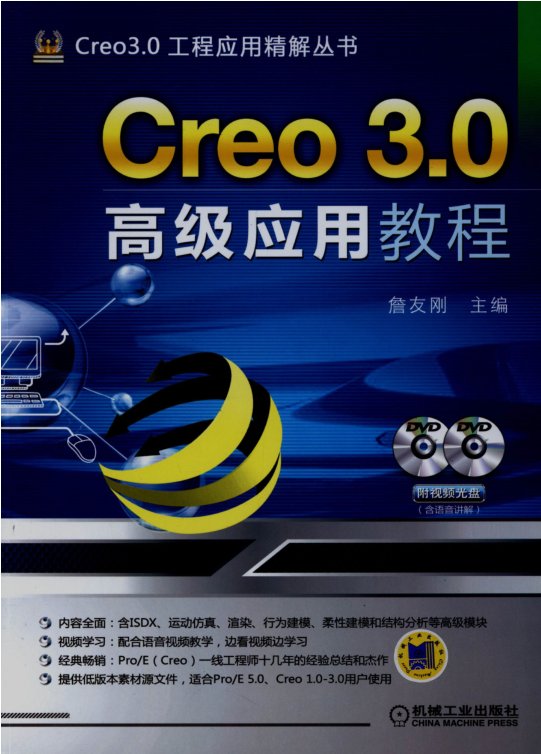 Creo3.0 工程应用精解丛书
Creo 3.0
高级应用教程
詹友刚 主编
DVD DVD
附视频光盘
(含语音讲解)
内容全面：含ISDX、运动仿真、渲染、行为建模、柔性建模和结构分析等高级模块
视频学习：配合语音视频教学，边看视频边学习
经典畅销：Pro/E（Creo）一线工程师十几年的经验总结和杰作
提供低版本素材源文件，适合Pro/E 5.0、Creo 1.0-3.0用户使用
机械工业出版社
CHINA MACHINE PRESS